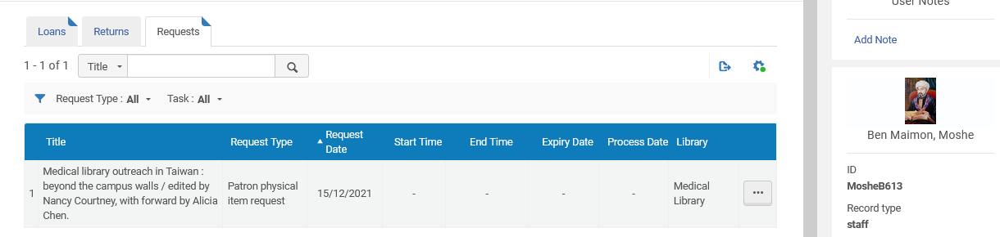 User Notes
Loans Returns Requests
Add Note
1 - 1 of 1 Title
Request Type : All Task : All
Title Request Type Request Date Start Time End Time Expiry Date Process Date Library
1
Medical library outreach in Taiwan :
beyond the campus walls / edited by
Nancy Courtney, with forward by Alicia
Chen.
Patron physical
item request
15/12/2021 - - - -
Medical
Library
Ben Maimon, Moshe
ID
MosheB613
Record type
staff